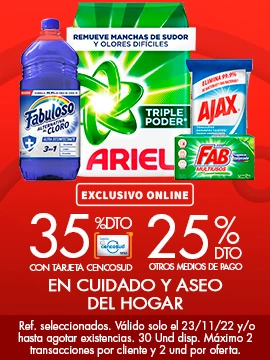 REMUEVE MANCHAS DE SUDOR
Y OLORES DIFÍCILES
Fabuloso
ALTERNATIVA
AL CLORO
3en1
TRIPLE
PODER
ARIEL
ELIMINA 99.9%
AJAX
FAB
MULTIUSOS
EXCLUSIVO ONLINE
35%DTO
cencosud
CON TARJETA CENCOSUD
25%
DTO
OTROS MEDIOS DE PAGO
EN CUIDADO Y ASEO
DEL HOGAR
Ref. seleccionados. Válido solo el 23/11/22 y/o
hasta agotar existencias. 30 Und disp. Máximo 2
transacciones por cliente y 2 und por oferta.